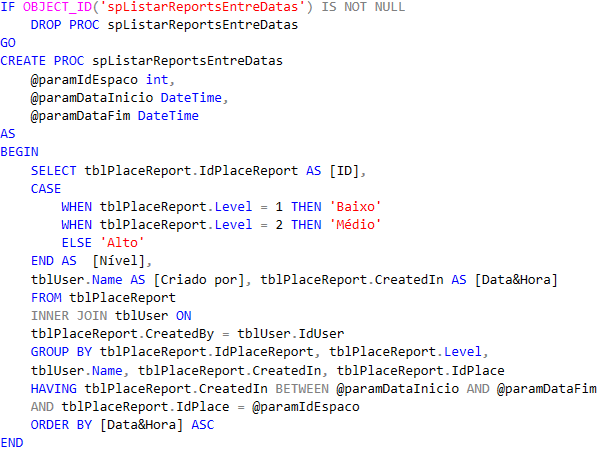 IF OBJECT_ID('spListarReportsEntreDatas') IS NOT NULL
    DROP PROC spListarReportsEntreDatas
GO
CREATE PROC spListarReportsEntreDatas
    @paramIdEspaco int,
    @paramDataInicio DateTime,
    @paramDataFim DateTime
AS
BEGIN
    SELECT tblPlaceReport.IdPlaceReport AS [ID],
    CASE
        WHEN tblPlaceReport.Level = 1 THEN 'Baixo'
        WHEN tblPlaceReport.Level = 2 THEN 'Médio'
        ELSE 'Alto'
    END AS  [Nível],
    tblUser.Name AS [Criado por], tblPlaceReport.CreatedIn AS [Data&Hora]
    FROM tblPlaceReport
    INNER JOIN tblUser ON
    tblPlaceReport.CreatedBy = tblUser.IdUser
    GROUP BY tblPlaceReport.IdPlaceReport, tblPlaceReport.Level,
    tblUser.Name, tblPlaceReport.CreatedIn, tblPlaceReport.IdPlace
    HAVING tblPlaceReport.CreatedIn BETWEEN @paramDataInicio AND @paramDataFim
    AND tblPlaceReport.IdPlace = @paramIdEspaco
    ORDER BY [Data&Hora] ASC
END